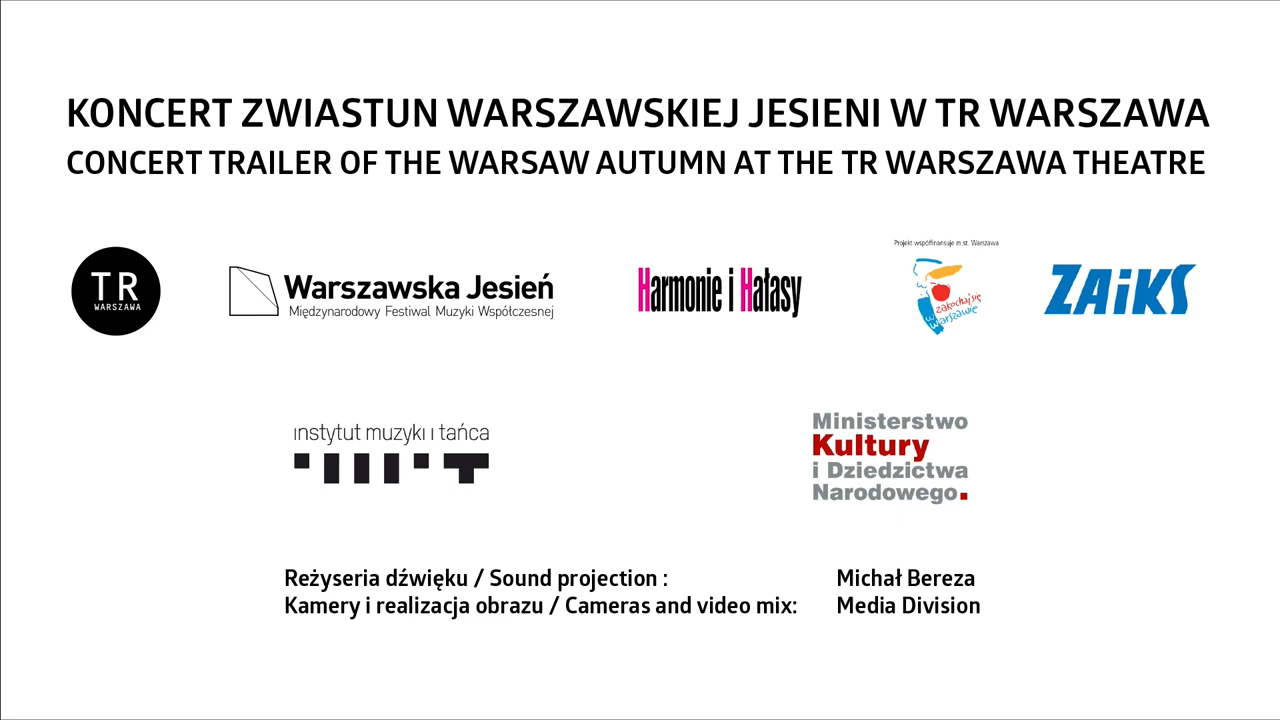 KONCERT ZWIASTUN WARSZAWSKIEJ JESIENI W TR WARSZAWA
CONCERT TRAILER OF THE WARSAW AUTUMN AT THE TR WARSZAWA THEATRE
Projekt współfinansuje m.st. Warszawa
TR
WARSZAWA
Warszawska Jesień
Międzynarodowy Festiwal Muzyki Współczesnej
Harmonie i Hałasy
zakochaj się
w Warszawie
ZAiKS
instytut muzyki i tańca
Ministerstwo
Kultury
i Dziedzictwa
Narodowego.
Reżyseria dźwięku / Sound projection : Michał Bereza
Kamery i realizacja obrazu / Cameras and video mix: Media Division